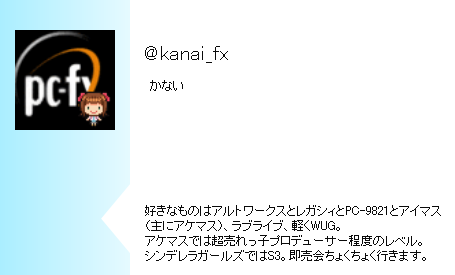 pc-fx
@kanai_fx
かない
好きなものはアルトワークスとレガシィとPC-9821とアイマス
(主にアケマス)、ラブライブ、軽くWUG。
アケマスでは超売れっ子プロデューサー程度のレベル。
シンデレラガールズではS3。即売会ちょくちょく行きます。